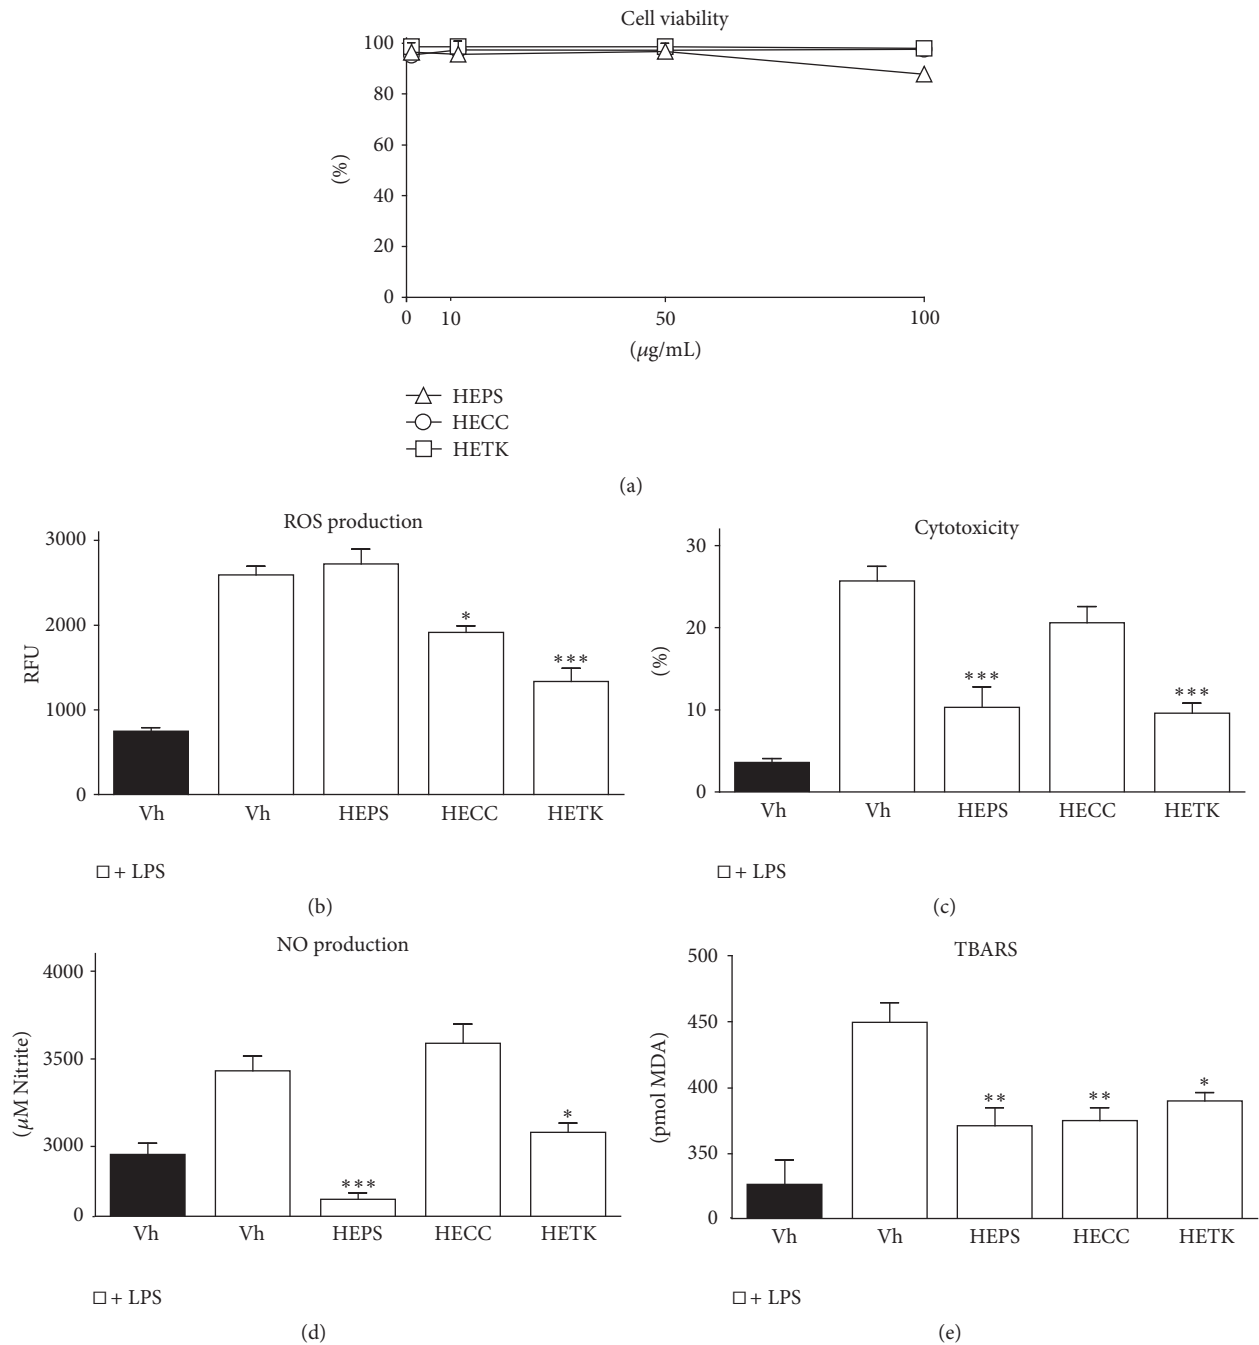 Cell viability
100
80
60
40
20
0
(%)
0 10 50 100
(μg/mL)
HEPS
HECC
HETK
(a)
ROS production
3000
2000
1000
0
RFU
* ***
Vh Vh HEPS HECC HETK
+ LPS
(b)
Cytotoxicity
30
20
10
0
(%)
*** ***
Vh Vh HEPS HECC HETK
+ LPS
(c)
NO production
4000
3500
3000
0
(μM Nitrite)
*** *
Vh Vh HEPS HECC HETK
+ LPS
(d)
TBARS
500
450
400
350
0
(pmol MDA)
** ** *
Vh Vh HEPS HECC HETK
+ LPS
(e)